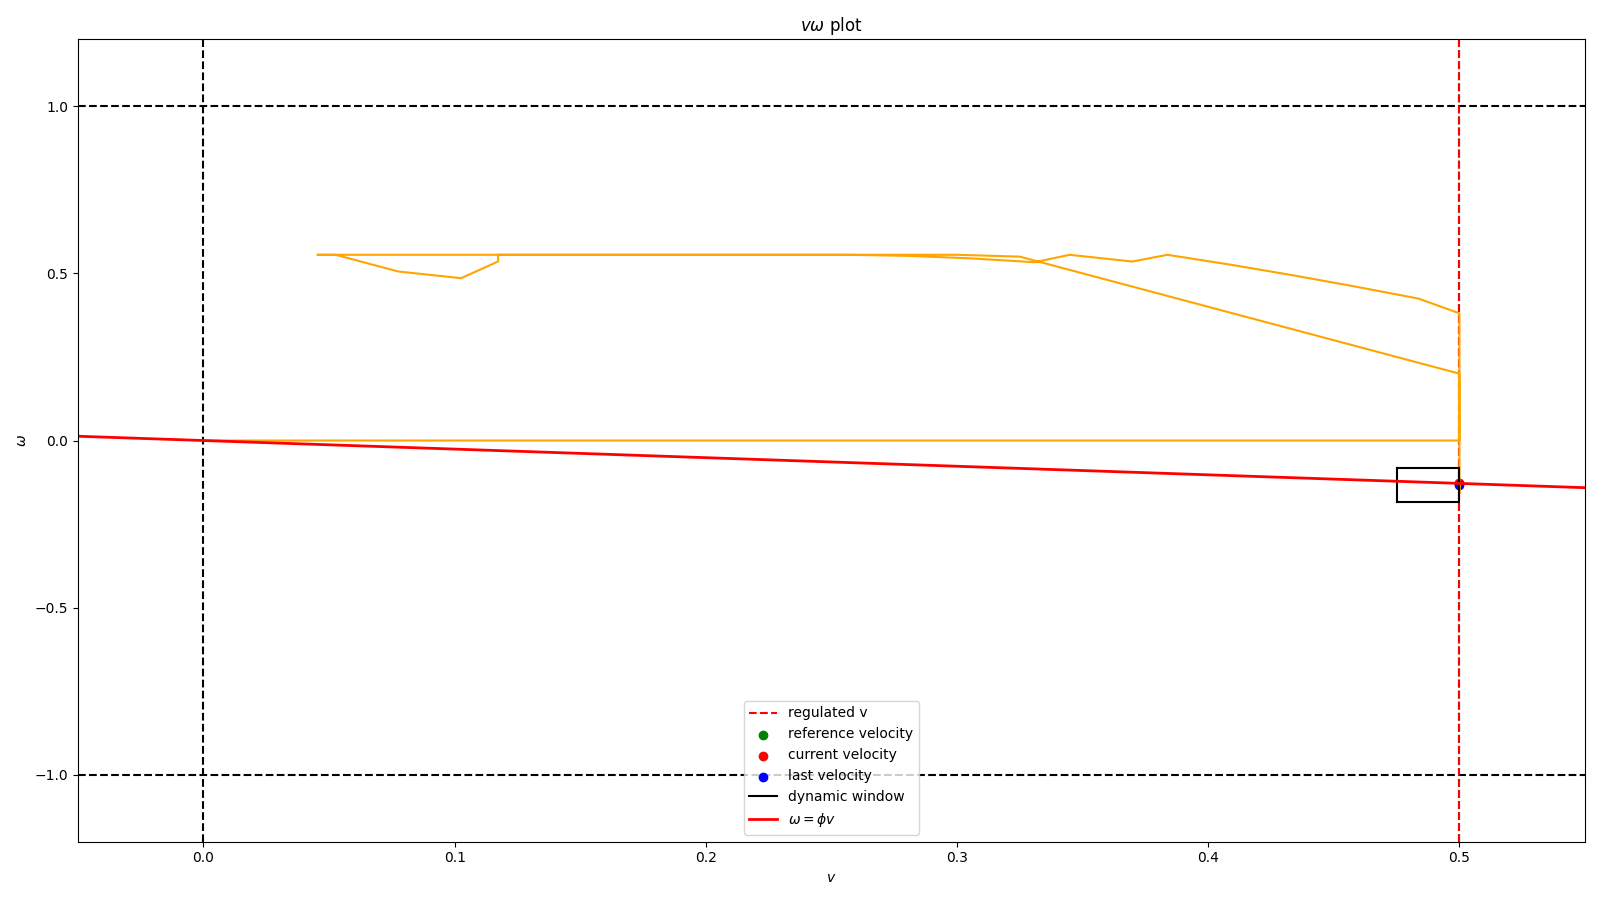 vω plot
1.0
0.5
0.0
−0.5
−1.0
ω
0.0
0.1
0.2
0.3
0.4
0.5
v
regulated v
reference velocity
current velocity
last velocity
dynamic window
ω = ϕv